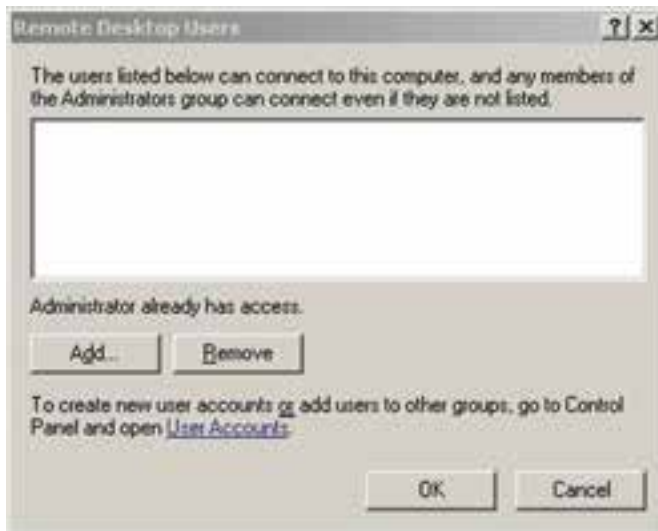 Remote Desktop Users
The users listed below can connect to this computer, and any members of
the Administrators group can connect even if they are not listed.
Administrator already has access.
Add...
Remove
To create new user accounts or add users to other groups, go to Control
Panel and open User Accounts.
OK
Cancel